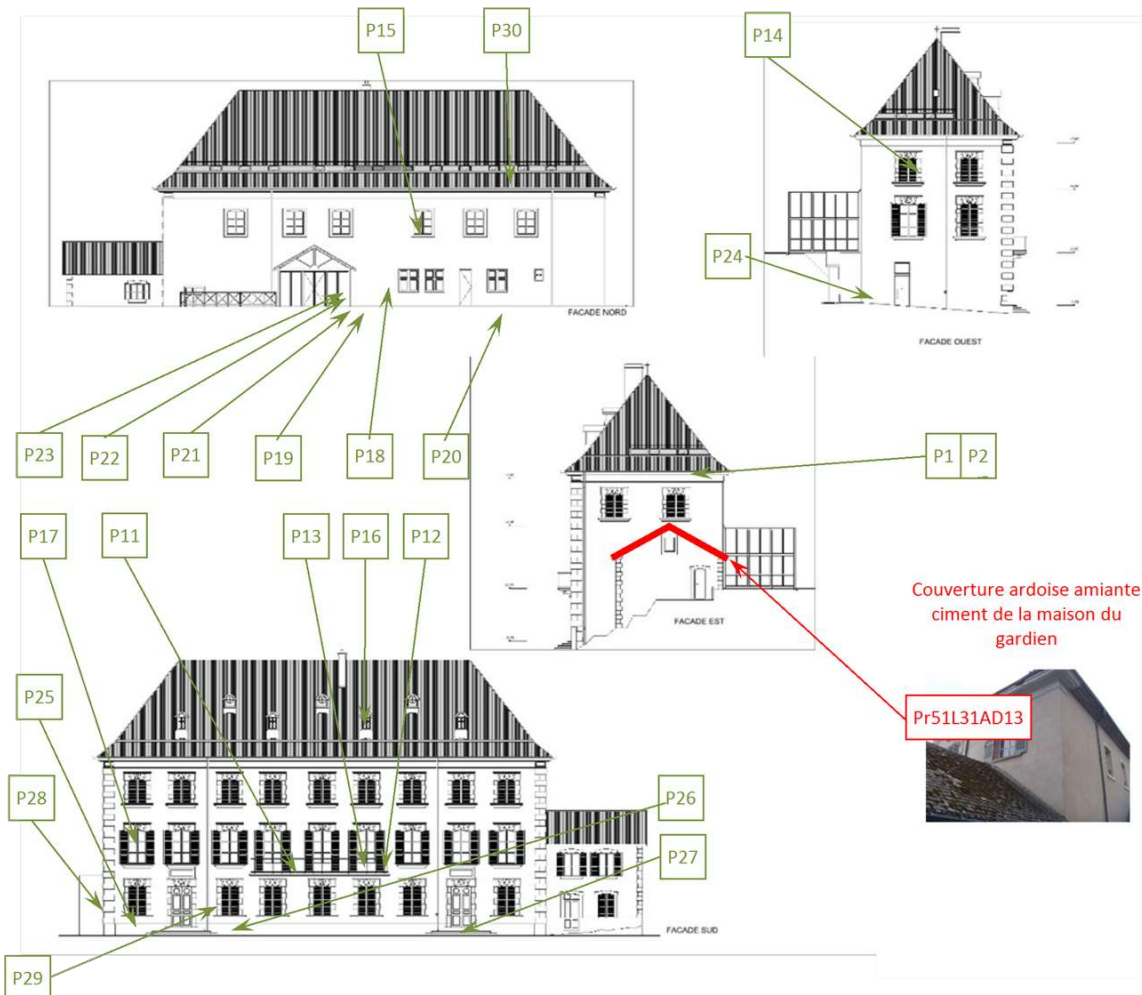 P15
P30
P14
FACADE NORD
P24
FACADE OUEST
P23
P22
P21
P19
P18
P20
P1
P2
P17
P11
P13
P16
P12
FACADE EST
Couverture ardoise amiante
ciment de la maison du
gardien
Pr51L31AD13
P25
P28
P26
P27
FACADE SUD
P29